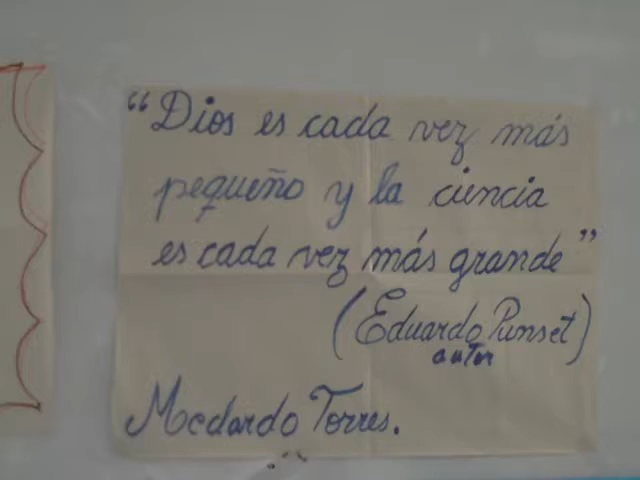 “Dios es cada vez más
pequeño y la ciencia
es cada vez más grande”
(Eduardo Punset)
autor
Medardo Torres.